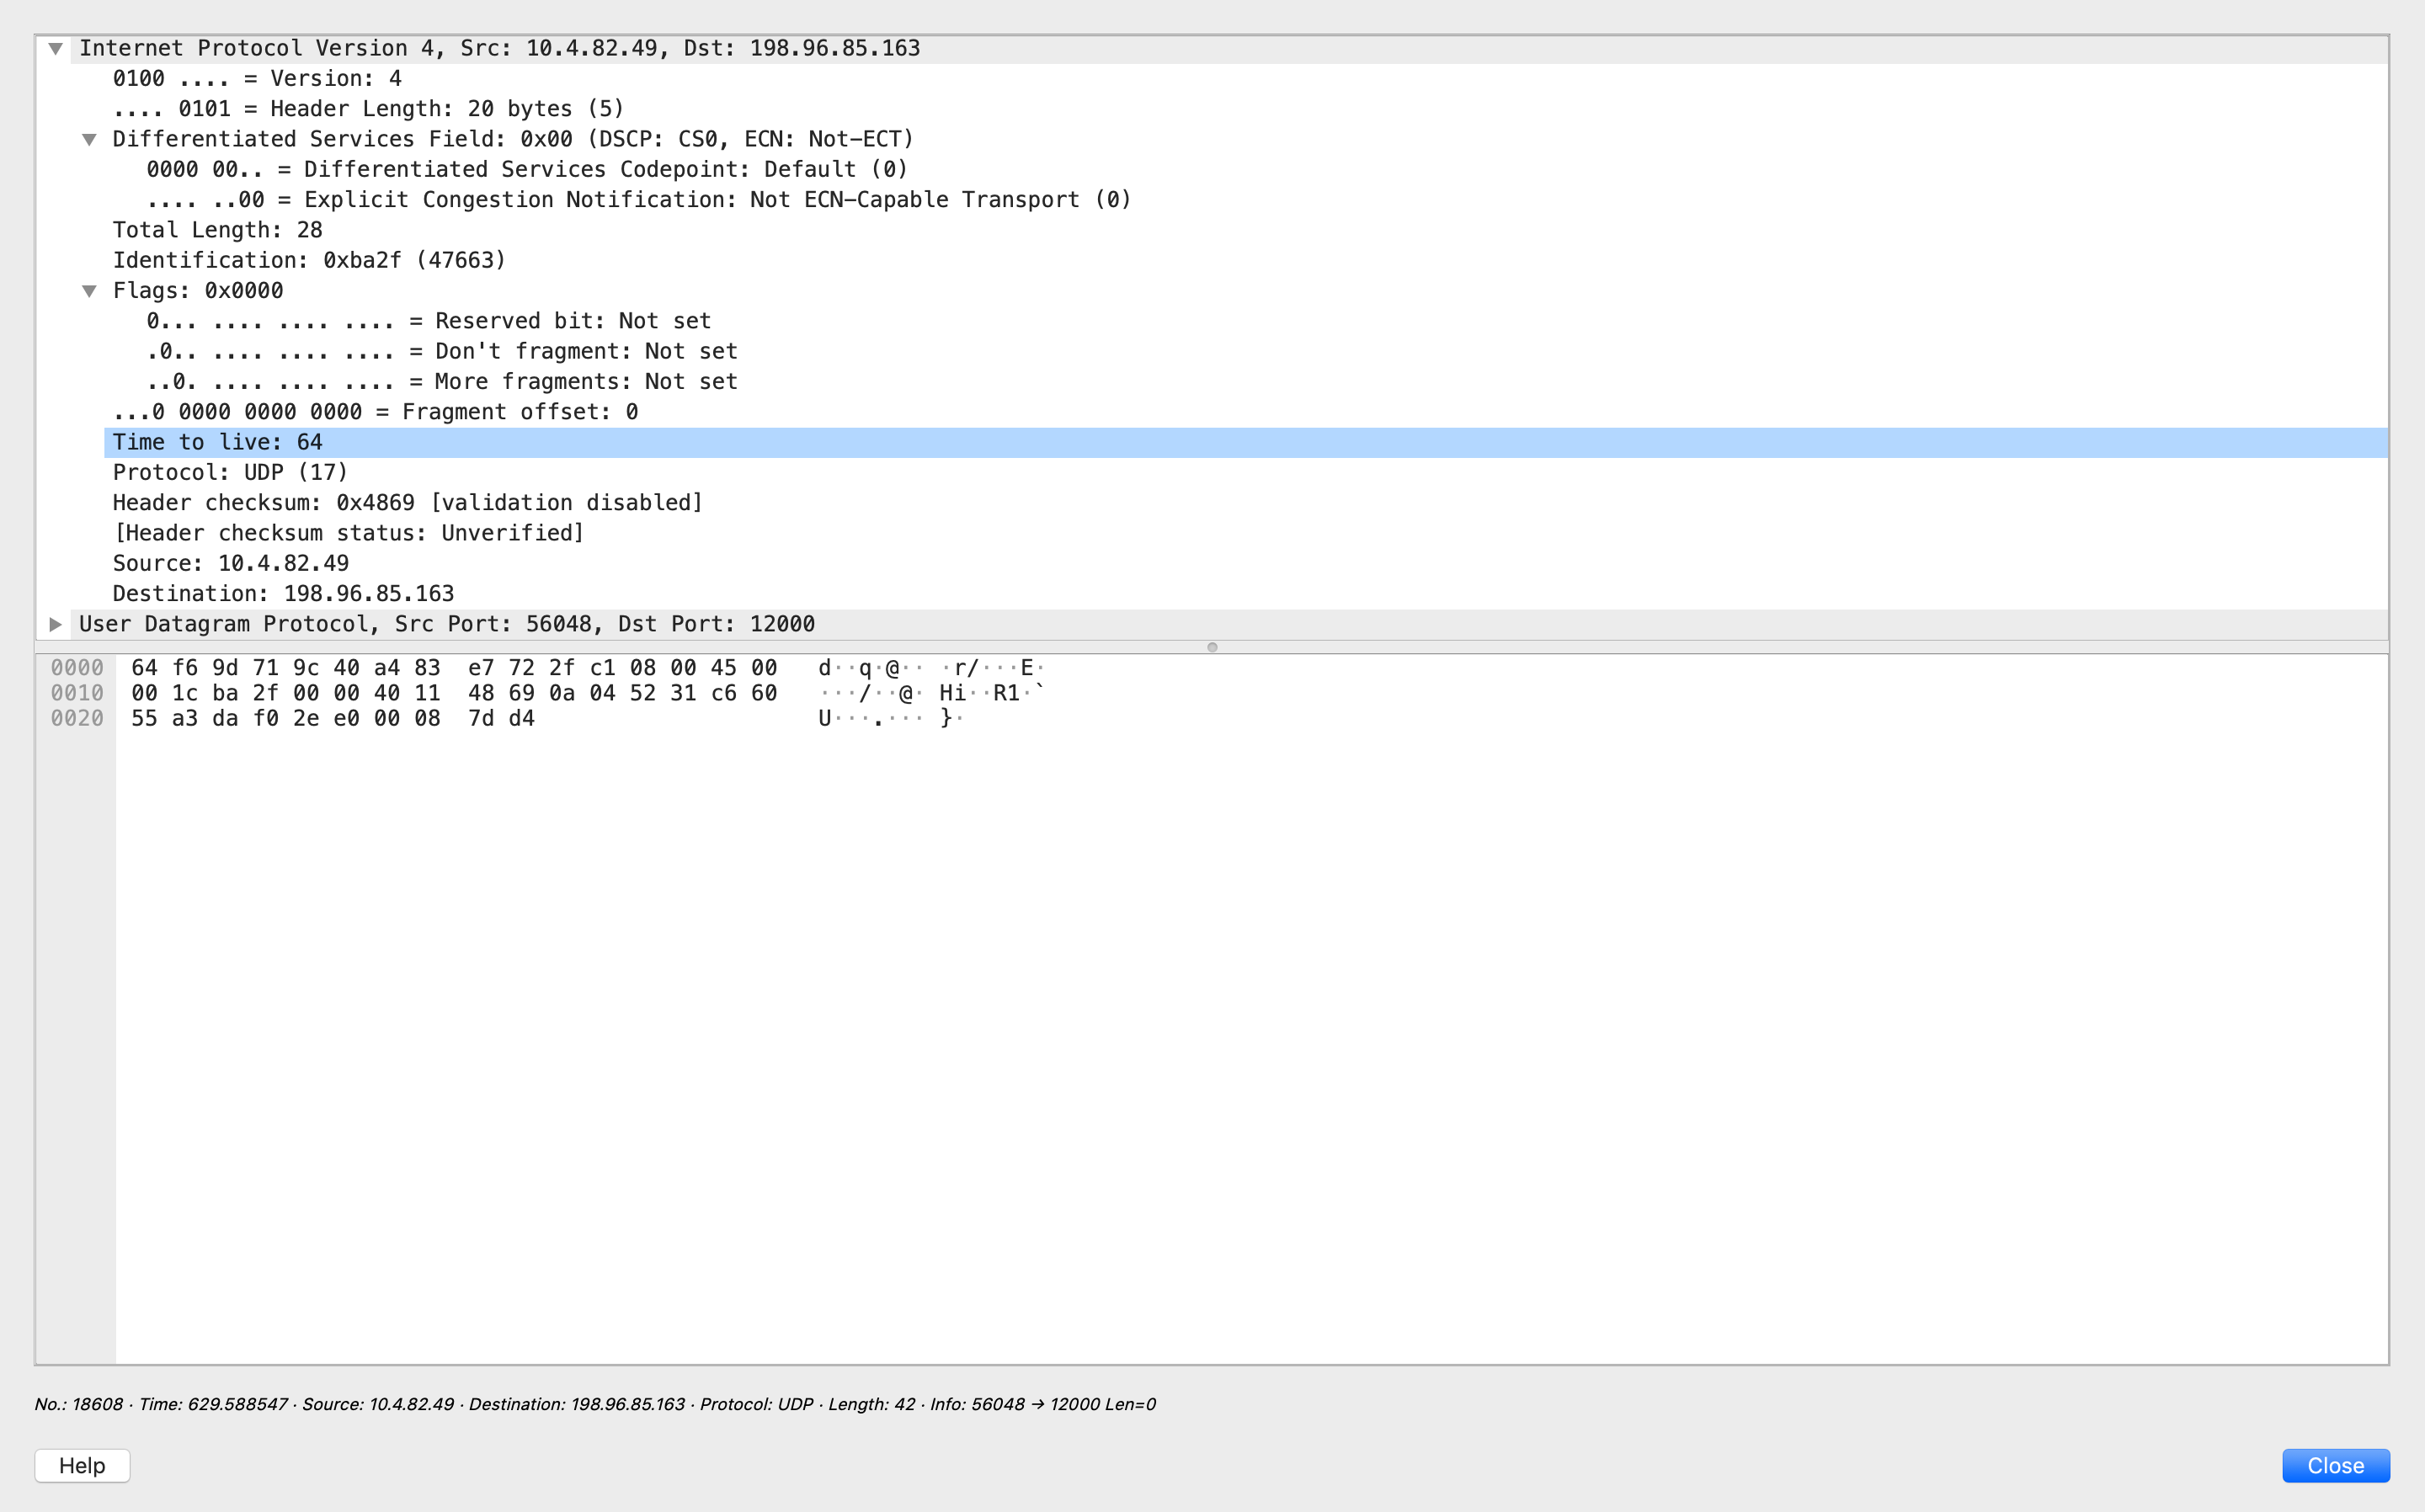 Internet Protocol Version 4, Src: 10.4.82.49, Dst: 198.96.85.163
0100 .... = Version: 4
.... 0101 = Header Length: 20 bytes (5)
Differentiated Services Field: 0x00 (DSCP: CS0, ECN: Not-ECT)
0000 00.. = Differentiated Services Codepoint: Default (0)
.... ..00 = Explicit Congestion Notification: Not ECN-Capable Transport (0)
Total Length: 28
Identification: 0xba2f (47663)
Flags: 0x0000
0... .... .... .... = Reserved bit: Not set
.0.. .... .... .... = Don't fragment: Not set
..0. .... .... .... = More fragments: Not set
...0 0000 0000 0000 = Fragment offset: 0
Time to live: 64
Protocol: UDP (17)
Header checksum: 0x4869 [validation disabled]
[Header checksum status: Unverified]
Source: 10.4.82.49
Destination: 198.96.85.163
User Datagram Protocol, Src Port: 56048, Dst Port: 12000
0000 64 f6 9d 71 9c 40 a4 83 e7 72 2f c1 08 00 45 00 d··q·@·· ·r/···E·
0010 00 1c ba 2f 00 00 40 11 48 69 0a 04 52 31 c6 60 ···/··@· Hi··R1·`
0020 55 a3 da f0 2e e0 00 08 7d d4 U···.··· }·
No.: 18608 · Time: 629.588547 · Source: 10.4.82.49 · Destination: 198.96.85.163 · Protocol: UDP · Length: 42 · Info: 56048 → 12000 Len=0
Help
Close